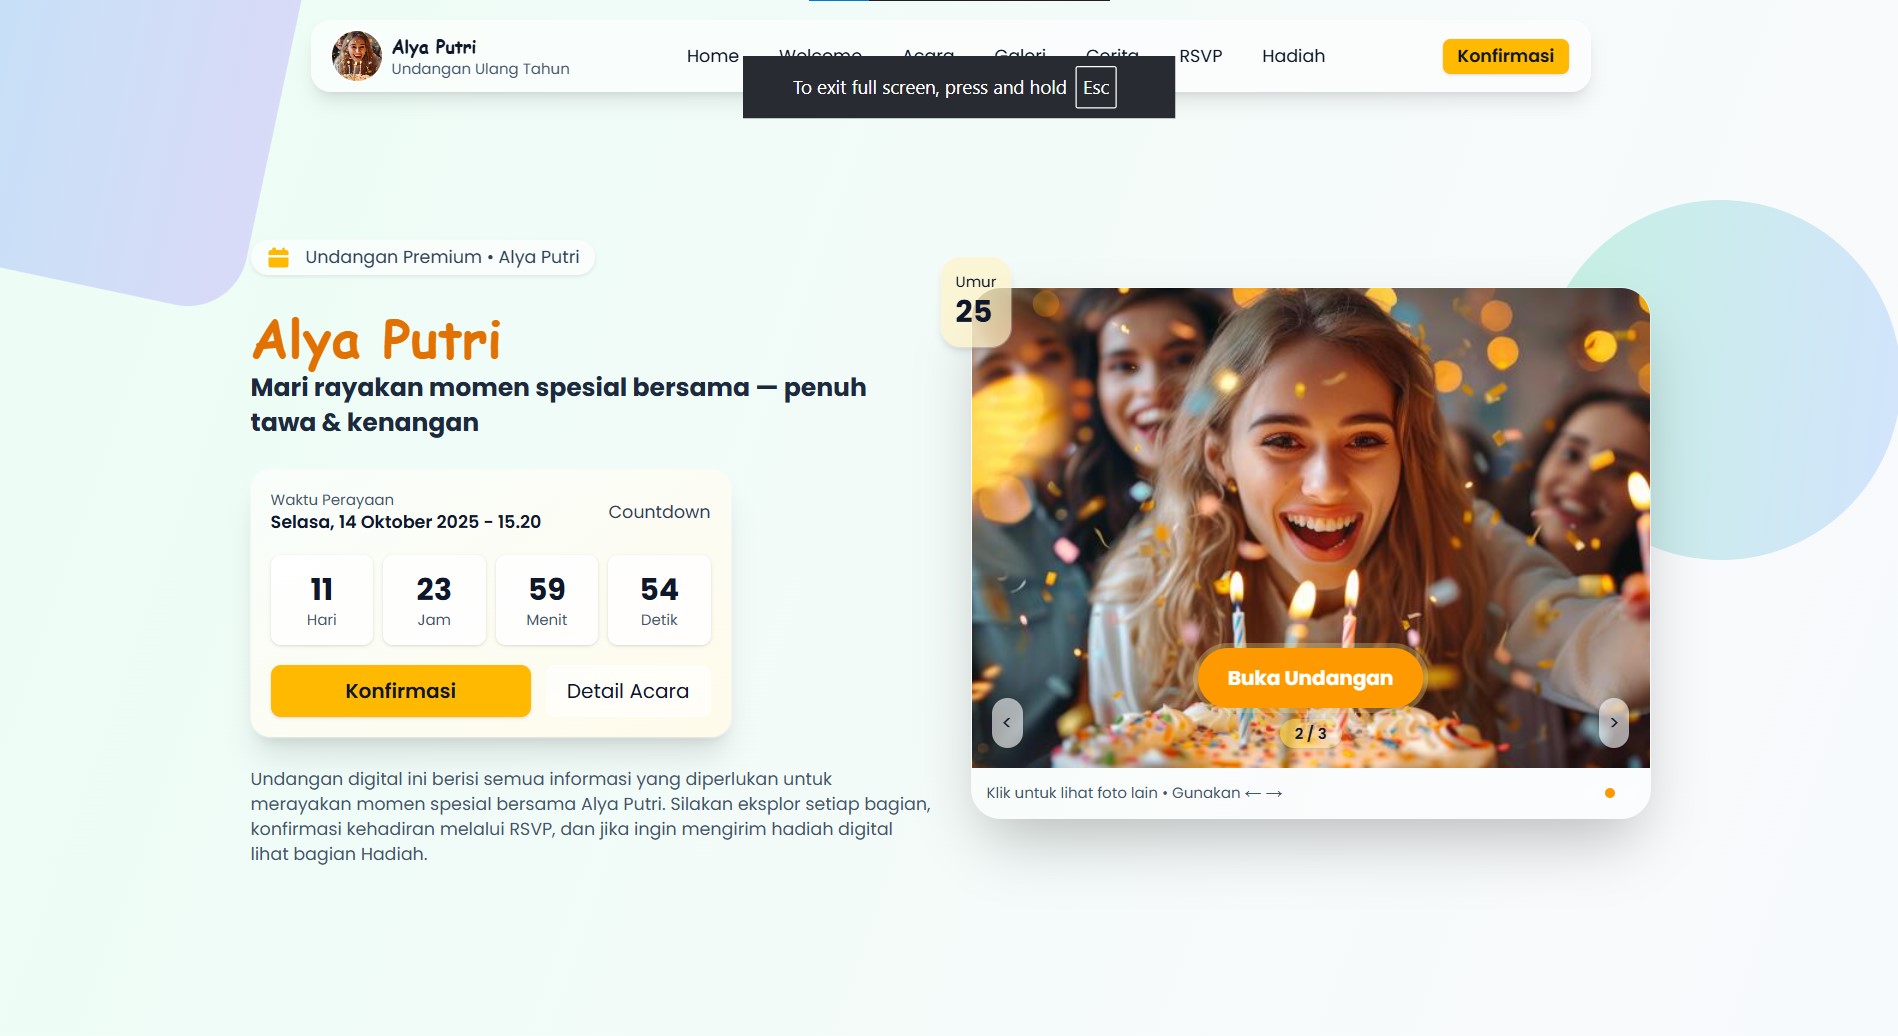 Alya Putri
Undangan Ulang Tahun
Home
Welcome
Acara
Galeri
Cerita
RSVP
Hadiah
Konfirmasi
To exit full screen, press and hold Esc
Undangan Premium • Alya Putri
Alya Putri
Mari rayakan momen spesial bersama — penuh
tawa & kenangan
Waktu Perayaan
Selasa, 14 Oktober 2025 - 15.20
Countdown
11
Hari
23
Jam
59
Menit
54
Detik
Konfirmasi
Detail Acara
Undangan digital ini berisi semua informasi yang diperlukan untuk
merayakan momen spesial bersama Alya Putri. Silakan eksplor setiap bagian,
konfirmasi kehadiran melalui RSVP, dan jika ingin mengirim hadiah digital
lihat bagian Hadiah.
Umur
25
Buka Undangan
<
2 / 3
>
Klik untuk lihat foto lain • Gunakan ← →